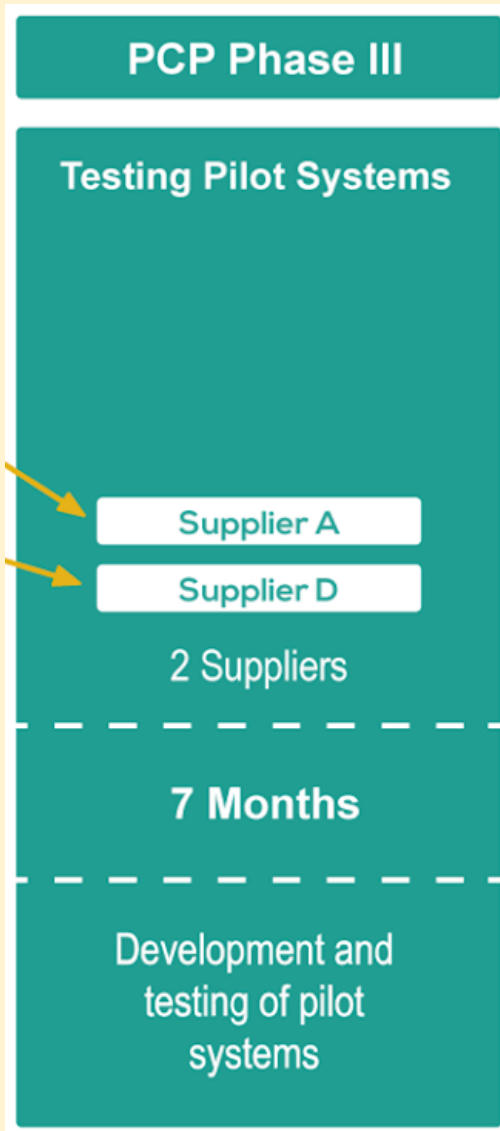 PCP Phase III
Testing Pilot Systems
Supplier A
Supplier D
2 Suppliers
7 Months
Development and
testing of pilot
systems